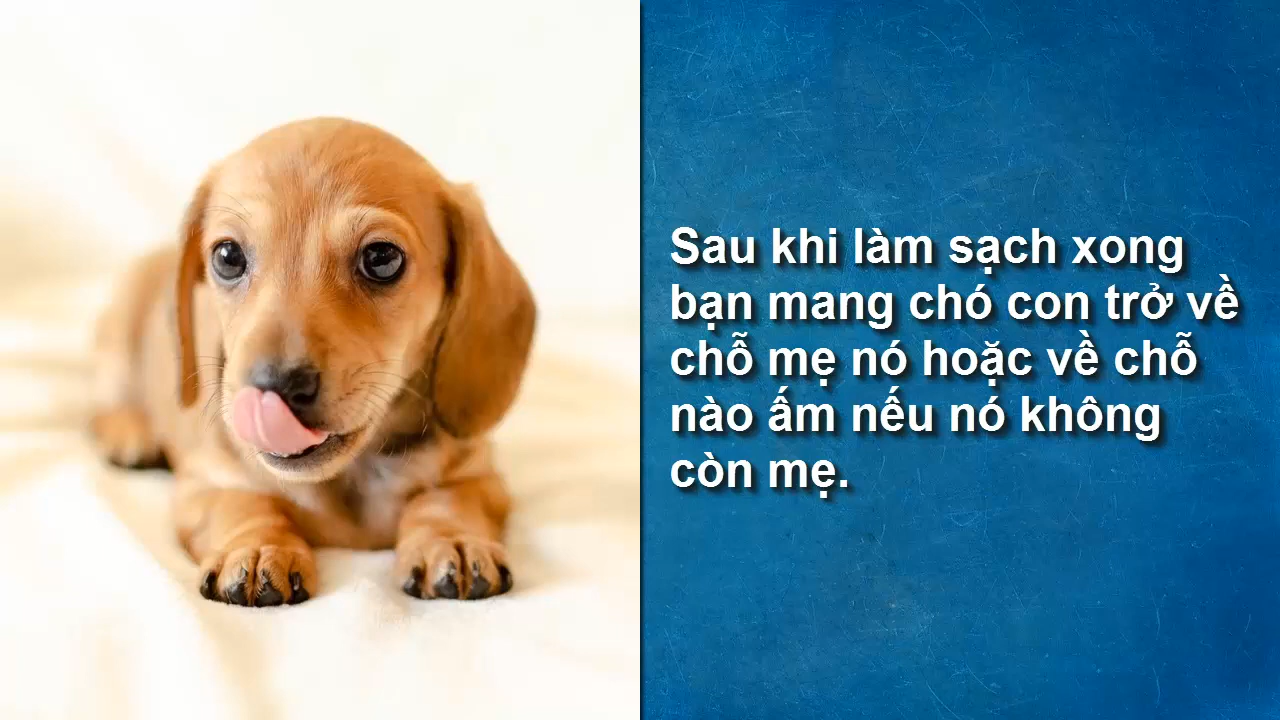 Sau khi làm sạch xong
bạn mang chó con trở về
chỗ mẹ nó hoặc về chỗ
nào ấm nếu nó không
còn mẹ.